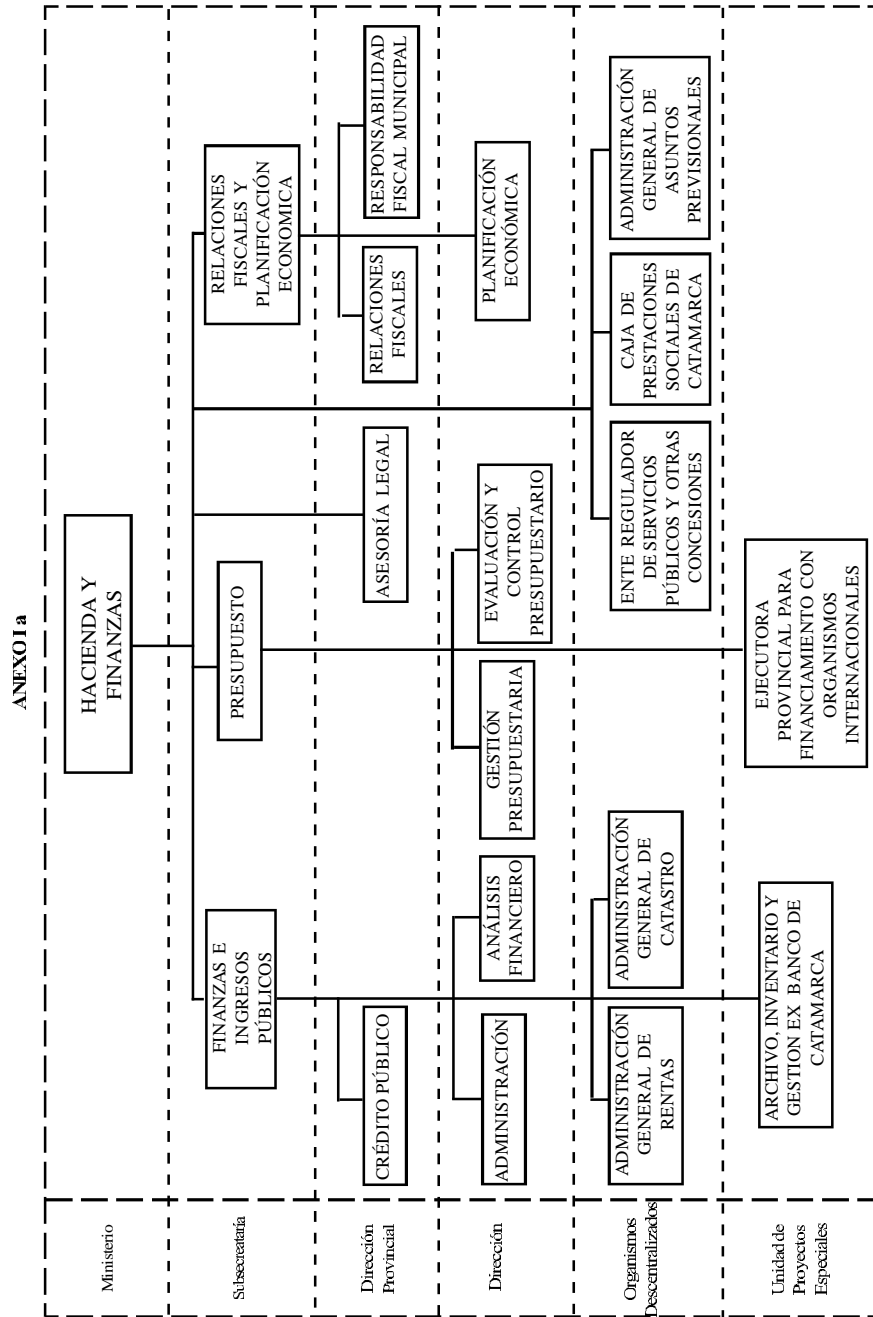 ANEXO I a
Ministerio
HACIENDA Y
FINANZAS
Subsecreataría
FINANZAS E
INGRESOS
PÚBLICOS
PRESUPUESTO
RELACIONES
FISCALES Y
PLANIFICACIÓN
ECONOMICA
Dirección
Provincial
CRÉDITO PÚBLICO
ASESORÍA LEGAL
RELACIONES
FISCALES
RESPONSABILIDAD
FISCAL MUNICIPAL
Dirección
ADMINISTRACIÓN
ANÁLISIS
FINANCIERO
GESTIÓN
PRESUPUESTARIA
EVALUACIÓN Y
CONTROL
PRESUPUESTARIO
PLANIFICACIÓN
ECONÓMICA
Organismos
Descentralizados
ADMINISTRACIÓN
GENERAL DE
RENTAS
ADMINISTRACIÓN
GENERAL DE
CATASTRO
ENTE REGULADOR
DE SERVICIOS
PÚBLICOS Y OTRAS
CONCESIONES
CAJA DE
PRESTACIONES
SOCIALES DE
CATAMARCA
ADMINISTRACIÓN
GENERAL DE
ASUNTOS
PREVISIONALES
Unidad de
Proyectos
Especiales
ARCHIVO, INVENTARIO Y
GESTION EX BANCO DE
CATAMARCA
EJECUTORA
PROVINCIAL PARA
FINANCIAMIENTO CON
ORGANISMOS
INTERNACIONALES